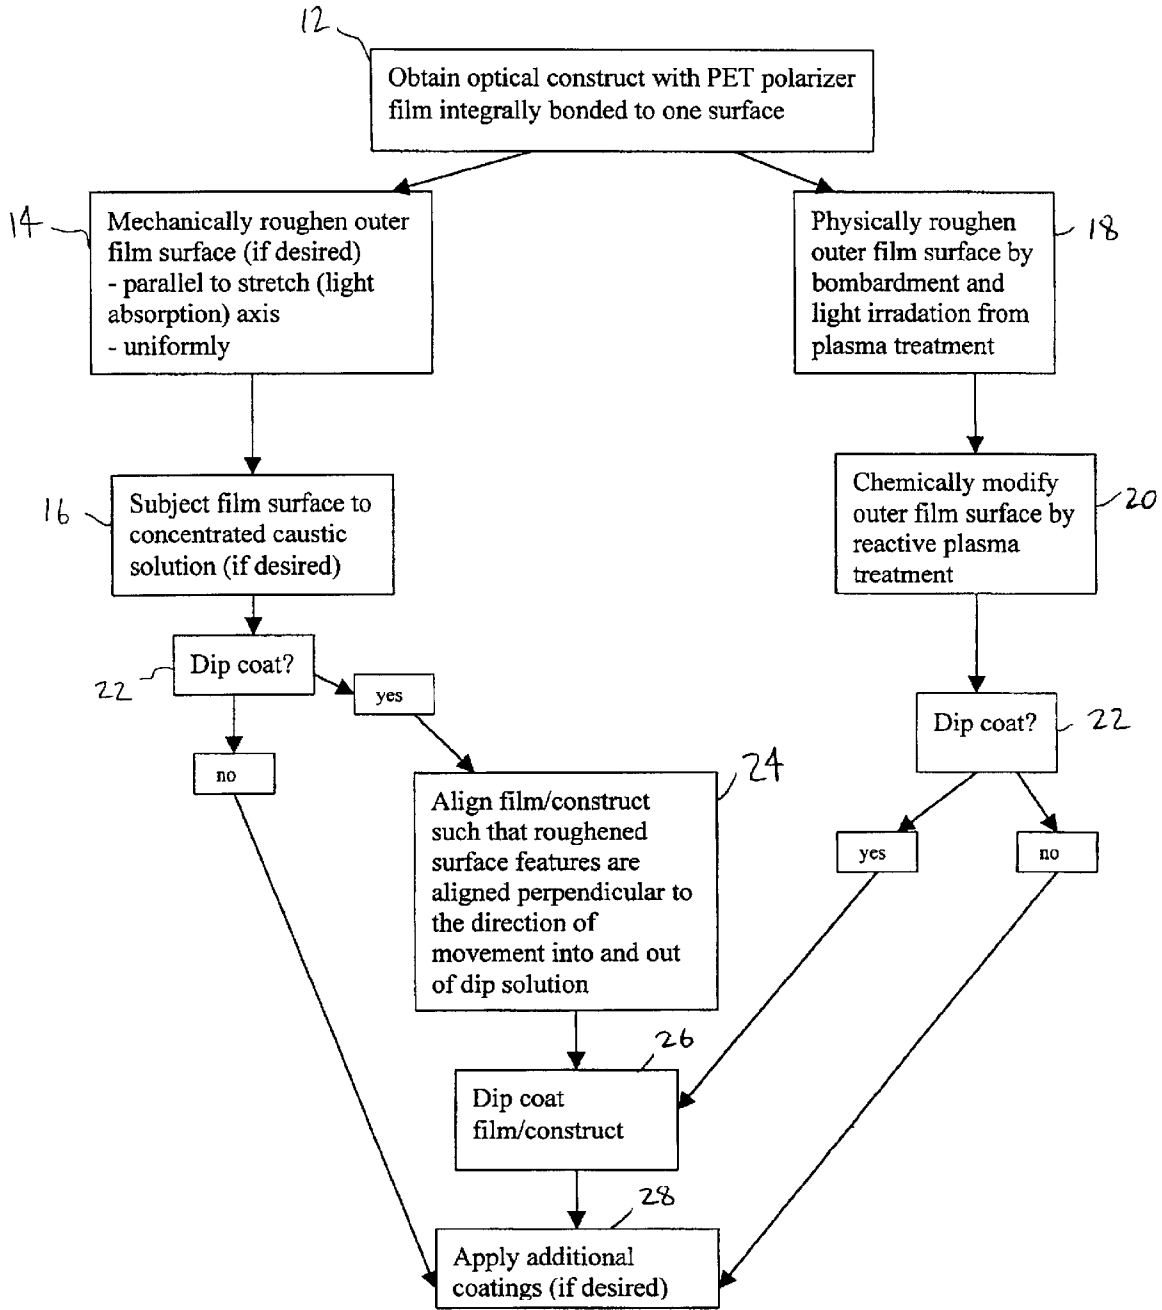 12
Obtain optical construct with PET polarizer
film integrally bonded to one surface
14
Mechanically roughen outer
film surface (if desired)
- parallel to stretch (light
absorption) axis
- uniformly
Physically roughen
outer film surface by
bombardment and
light irradation from
plasma treatment
18
16
Subject film surface to
concentrated caustic
solution (if desired)
Chemically modify
outer film surface by
reactive plasma
treatment
20
22
Dip coat?
yes
no
Dip coat?
22
yes
no
24
Align film/construct
such that roughened
surface features are
aligned perpendicular to
the direction of
movement into and out
of dip solution
26
Dip coat
film/construct
28
Apply additional
coatings (if desired)